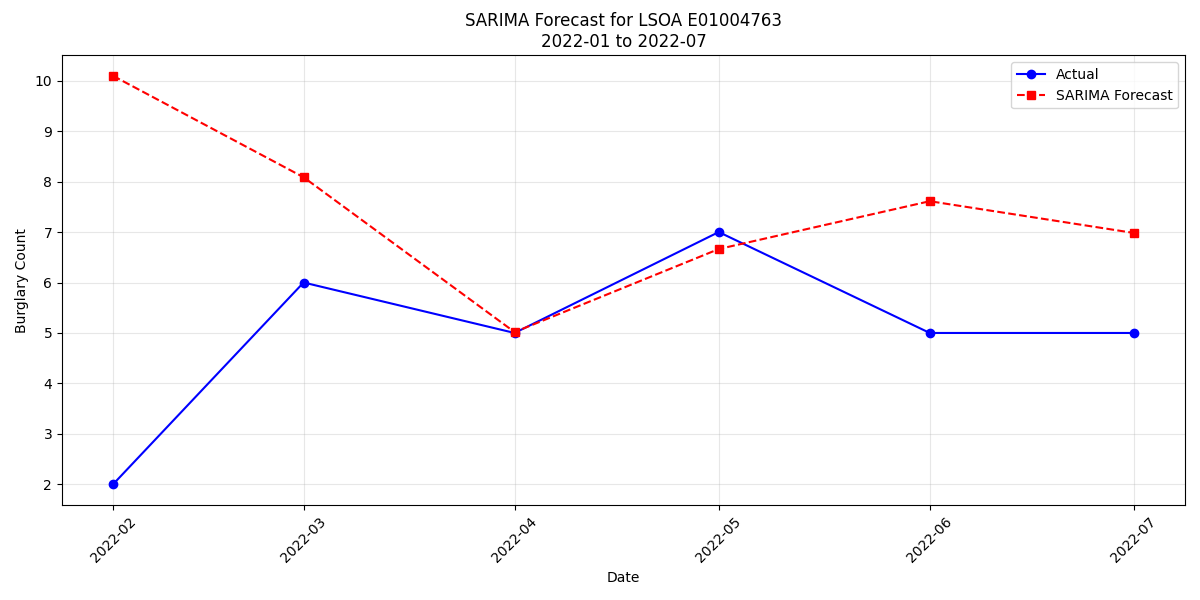 SARIMA Forecast for LSOA E01004763
2022-01 to 2022-07
Actual
SARIMA Forecast
Burglary Count
10
9
8
7
6
5
4
3
2
2022-02
2022-03
2022-04
2022-05
2022-06
2022-07
Date